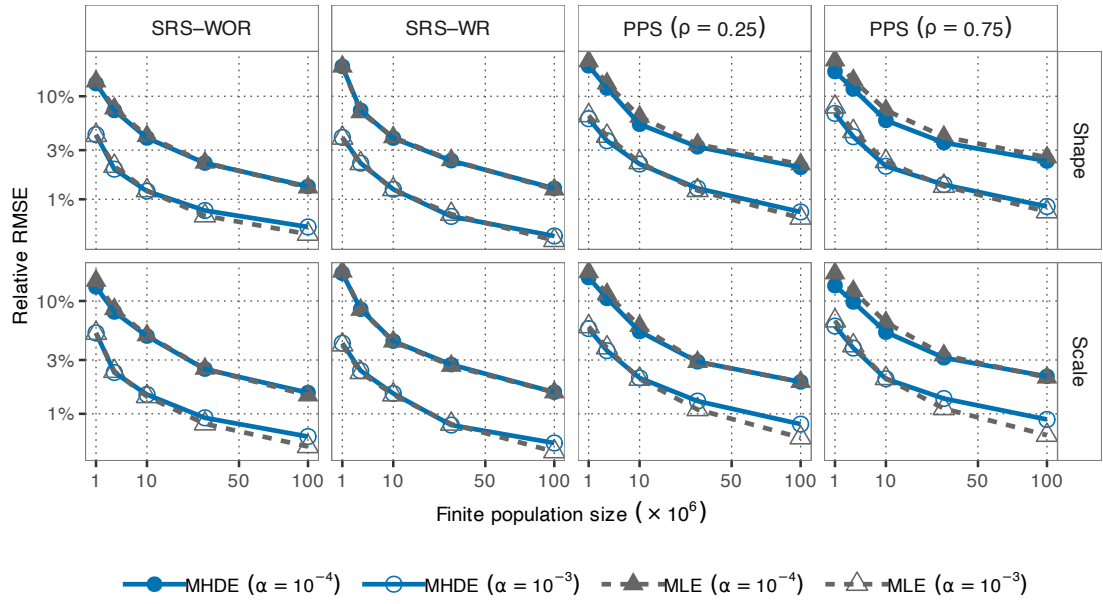 SRS–WOR SRS–WR PPS (ρ = 0.25) PPS (ρ = 0.75)
Relative RMSE
10%
3%
1%
Shape
10%
3%
1%
Scale
1 10 50 100 1 10 50 100 1 10 50 100 1 10 50 100
Finite population size (× 10⁶)
MHDE (α = 10⁻⁴) MHDE (α = 10⁻³) MLE (α = 10⁻⁴) MLE (α = 10⁻³)